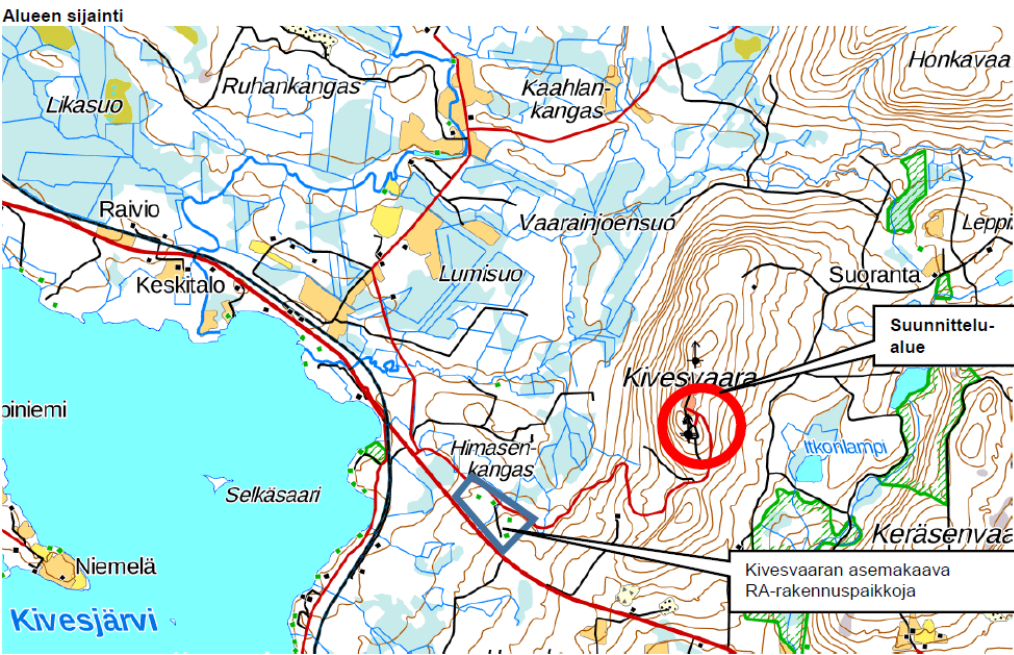 Alueen sijainti
Honkavaa
Ruhankangas
Kaahlan-
kangas
Likasuo
Raivio
Vaarainjoensuo
Leppi
Keskitalo
Lumisuo
Suoranta
Suunnittelu-
alue
Kivesvaara
piniemi
Himasen-
kangas
Itkonlampi
Selkäsaari
Keräsenvaa
Niemelä
Kivesvaaran asemakaava
RA-rakennuspaikkoja
Kivesjärvi